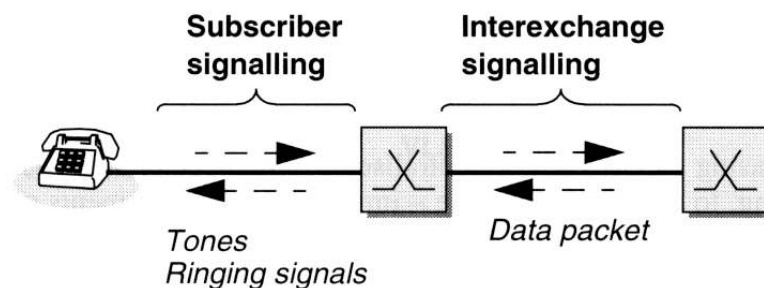 Subscriber
signalling
Interexchange
signalling
Tones
Ringing signals
Data packet